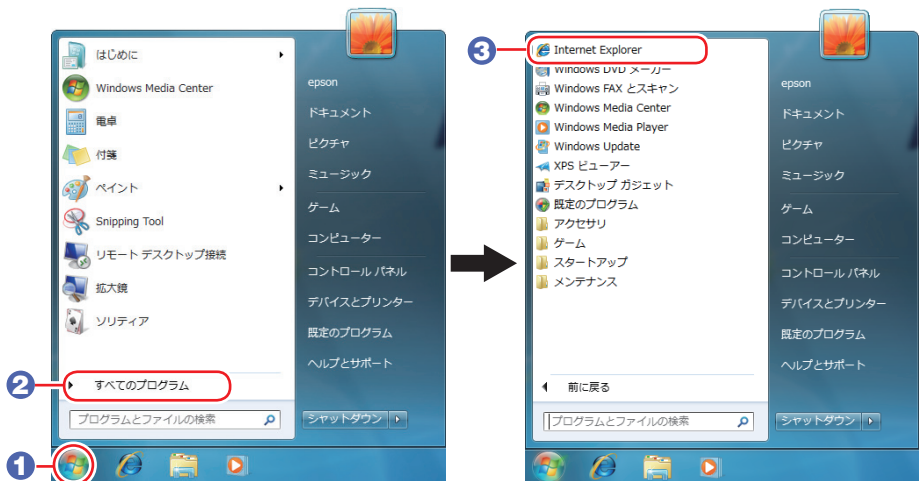 はじめに
Windows Media Center
電卓
付箋
ペイント
Snipping Tool
リモート デスクトップ接続
拡大鏡
ソリティア
2
すべてのプログラム
プログラムとファイルの検索
1
epson
ドキュメント
ピクチャ
ミュージック
ゲーム
コンピューター
コントロール パネル
デバイスとプリンター
既定のプログラム
ヘルプとサポート
シャットダウン
3
Internet Explorer
Windows DVD メーカー
Windows FAX とスキャン
Windows Media Center
Windows Media Player
Windows Update
XPS ビューアー
デスクトップ ガジェット
既定のプログラム
アクセサリ
ゲーム
スタートアップ
メンテナンス
前に戻る
プログラムとファイルの検索
epson
ドキュメント
ピクチャ
ミュージック
ゲーム
コンピューター
コントロール パネル
デバイスとプリンター
既定のプログラム
ヘルプとサポート
シャットダウン